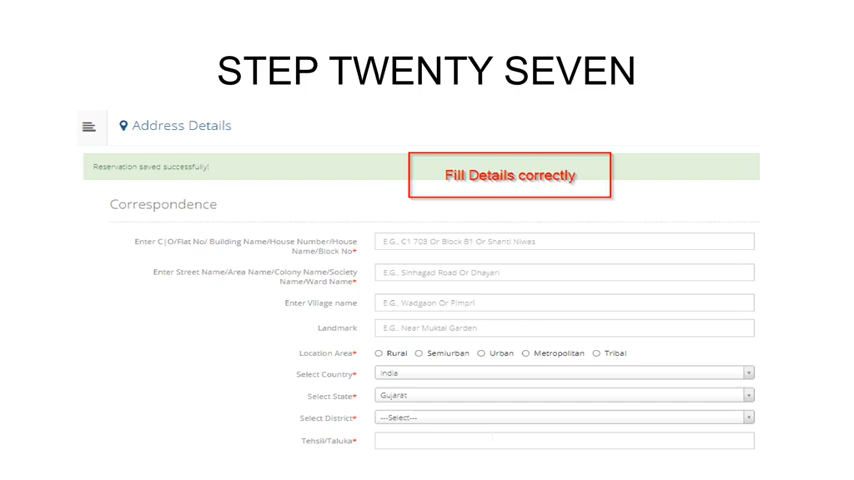 STEP TWENTY SEVEN
Address Details
Reservation saved successfully!
Fill Details correctly
Correspondence
Enter C|O/Flat No/ Building Name/House Number/House
Name/Block No*
E.G., C1 703 Or Block B1 Or Shanti Niwas
Enter Street Name/Area Name/Colony Name/Society
Name/Ward Name*
E.G., Sinhagad Road Or Dhayari
Enter Village name
E.G., Wadgaon Or Pimpri
Landmark
E.G., Near Muktai Garden
Location Area* Rural Semiurban Urban Metropolitan Tribal
Select Country* India
Select State* Gujarat
Select District* ---Select---
Tehsil/Taluka*